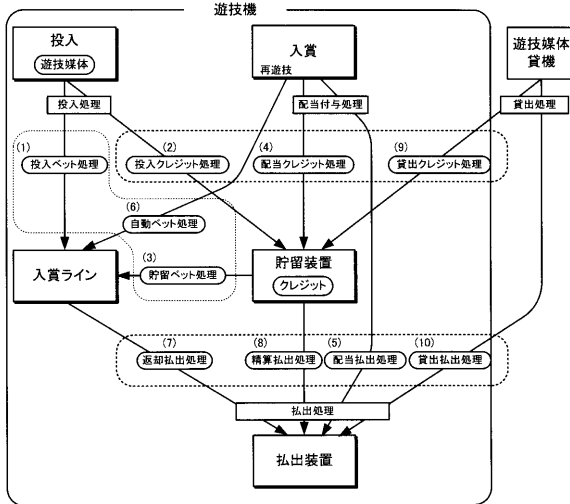 遊技機
投入
遊技媒体
入賞
再遊技
遊技媒体
貸機
投入処理
配当付与処理
貸出処理
(1)
投入ベット処理
(2)
投入クレジット処理
(4)
配当クレジット処理
(9)
貸出クレジット処理
(6)
自動ベット処理
入賞ライン
(3)
貯留ベット処理
貯留装置
クレジット
(7)
返却払出処理
(8)
精算払出処理
(5)
配当払出処理
(10)
貸出払出処理
払出処理
払出装置